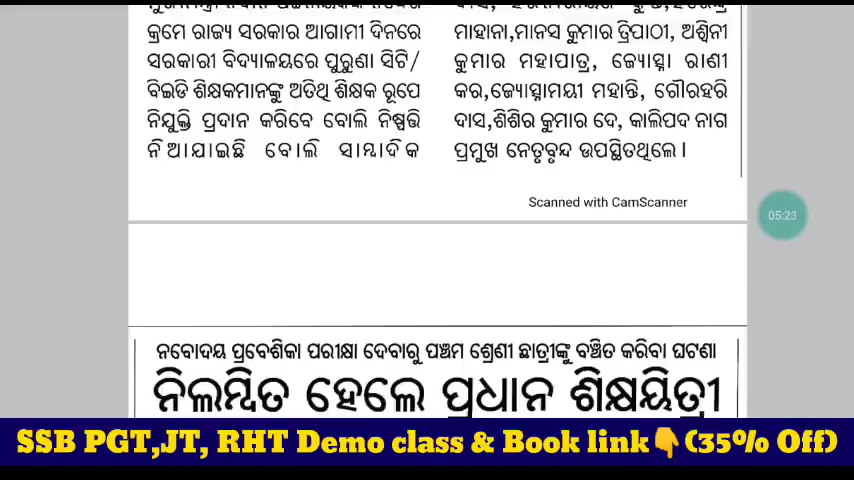 କ୍ରମେ ରାଜ୍ୟ ସରକାର ଆଗାମୀ ଦିନରେ
ସରକାରୀ ବିଦ୍ୟାଳୟରେ ପୁରୁଣା ସିଟି/
ବିଇଡି ଶିକ୍ଷକମାନଙ୍କୁ ଅତିଥି ଶିକ୍ଷକ ରୂପେ
ନିଯୁକ୍ତି ପ୍ରଦାନ କରିବେ ବୋଲି ନିଷ୍ପତ୍ତି
ନିଆଯାଇଛି ବୋଲି ସାମ୍ବାଦିକ
ମାହାନା,ମାନସ କୁମାର ତ୍ରିପାଠୀ, ଅଶ୍ୱିନୀ
କୁମାର ମହାପାତ୍ର, ଜ୍ୟୋସ୍ନା ରାଣୀ
କର,ଜ୍ୟୋସ୍ନାମୟୀ ମହାନ୍ତି, ଗୌରହରି
ଦାସ,ଶିଶିର କୁମାର ଦେ, କାଳିପଦ ନାଗ
ପ୍ରମୁଖ ନେତୃବୃନ୍ଦ ଉପସ୍ଥିତଥିଲେ।
Scanned with CamScanner
05:23
ନବୋଦୟ ପ୍ରବେଶିକା ପରୀକ୍ଷା ଦେବାରୁ ପଞ୍ଚମ ଶ୍ରେଣୀ ଛାତ୍ରୀଙ୍କୁ ବଞ୍ଚିତ କରିବା ଘଟଣା
ନିଲମ୍ବିତ ହେଲେ ପ୍ରଧାନ ଶିକ୍ଷୟିତ୍ରୀ
SSB PGT,JT, RHT Demo class & Book link👇(35% Off)